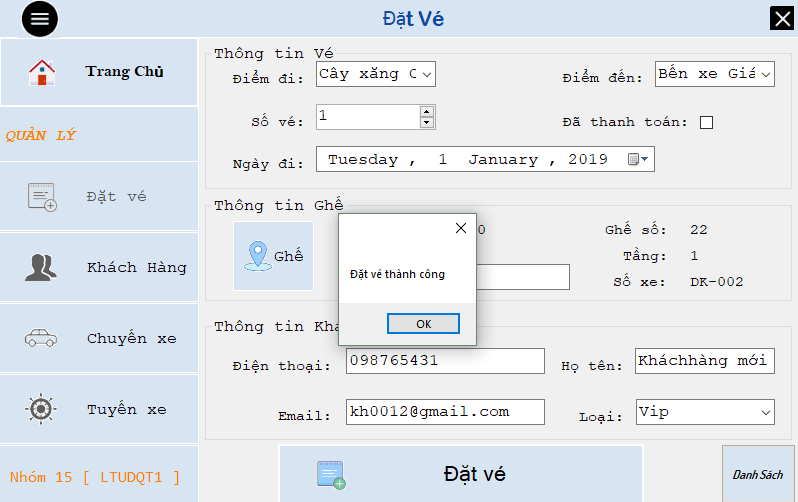 Đặt Vé
Trang Chủ
QUẢN LÝ
Đặt vé
Khách Hàng
Chuyến xe
Tuyến xe
Nhóm 15 [ LTUDQT1 ]
Thông tin Vé
Điểm đi: Cây xăng
Điểm đến: Bến xe Giá
Số vé: 1
Đã thanh toán:
Ngày đi: Tuesday , 1 January , 2019
Thông tin Ghế
Ghế
0
Ghế số: 22
Tầng: 1
Số xe: DK-002
Đặt vé thành công
OK
Thông tin
Điện thoại: 098765431
Họ tên: Kháchhàng mới
Email: kh0012@gmail.com
Loại: Vip
Đặt vé
Danh Sách